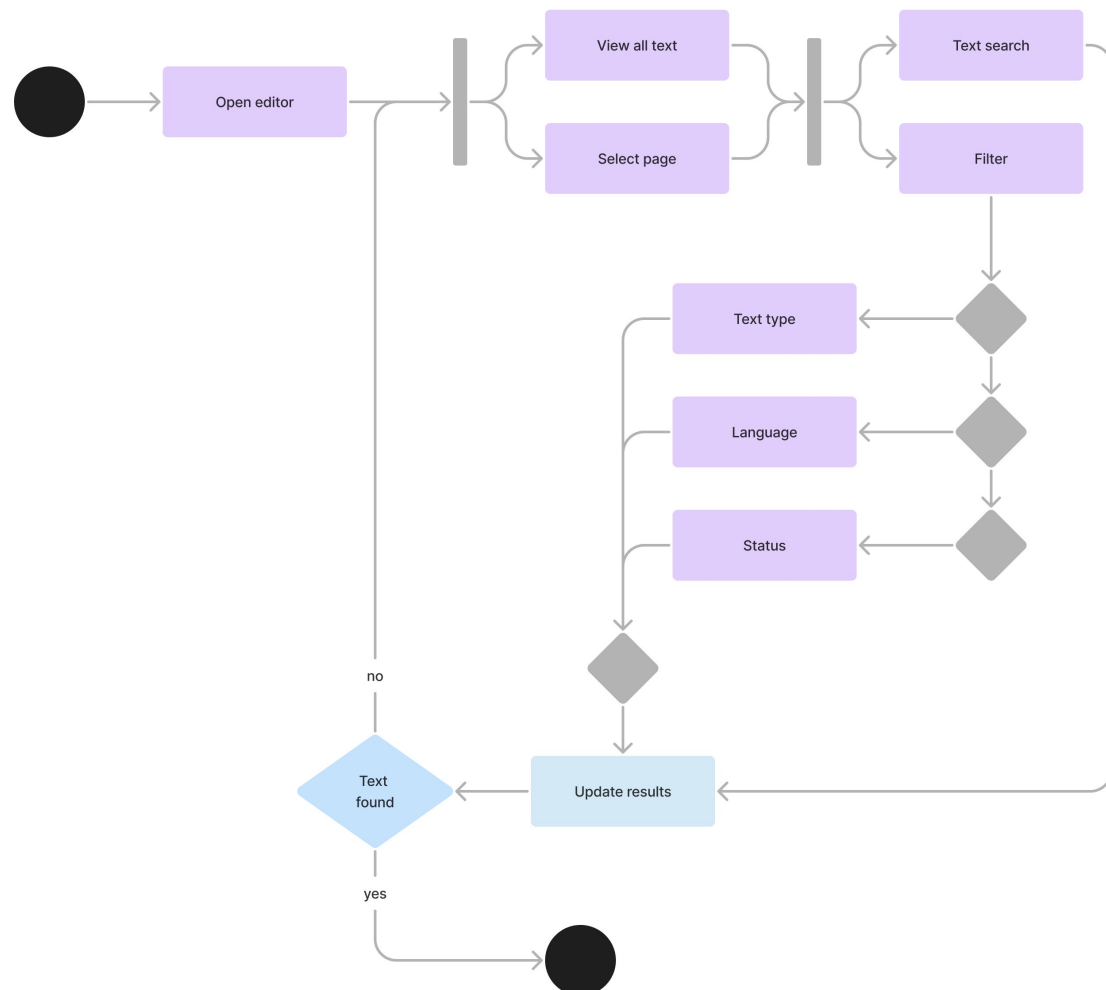 View all text
Text search
Open editor
Select page
Filter
Text type
Language
Status
no
Text
found
Update results
yes